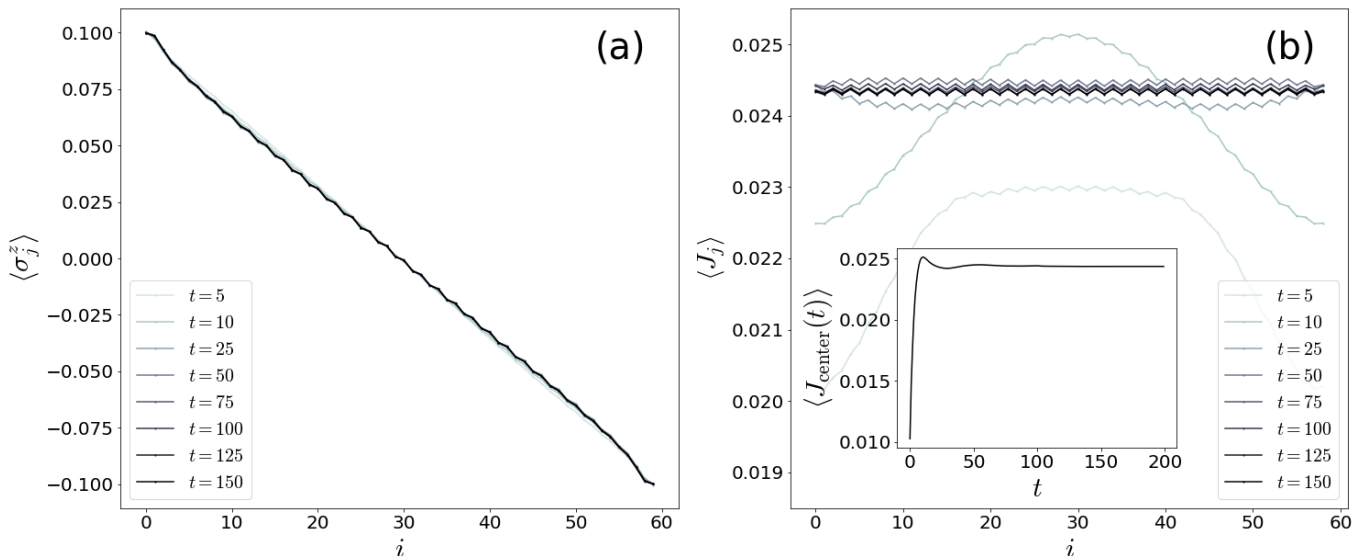 (a)
0.100
0.075
0.050
0.025
0.000
−0.025
−0.050
−0.075
−0.100
⟨σ_j^z⟩
t = 5
t = 10
t = 25
t = 50
t = 75
t = 100
t = 125
t = 150
0 10 20 30 40 50 60
i
(b)
0.025
0.024
0.023
0.022
0.021
0.020
0.019
⟨J_j⟩
0.025
0.020
0.015
0.010
⟨J_center(t)⟩
0 50 100 150 200
t
t = 5
t = 10
t = 25
t = 50
t = 75
t = 100
t = 125
t = 150
0 10 20 30 40 50 60
i